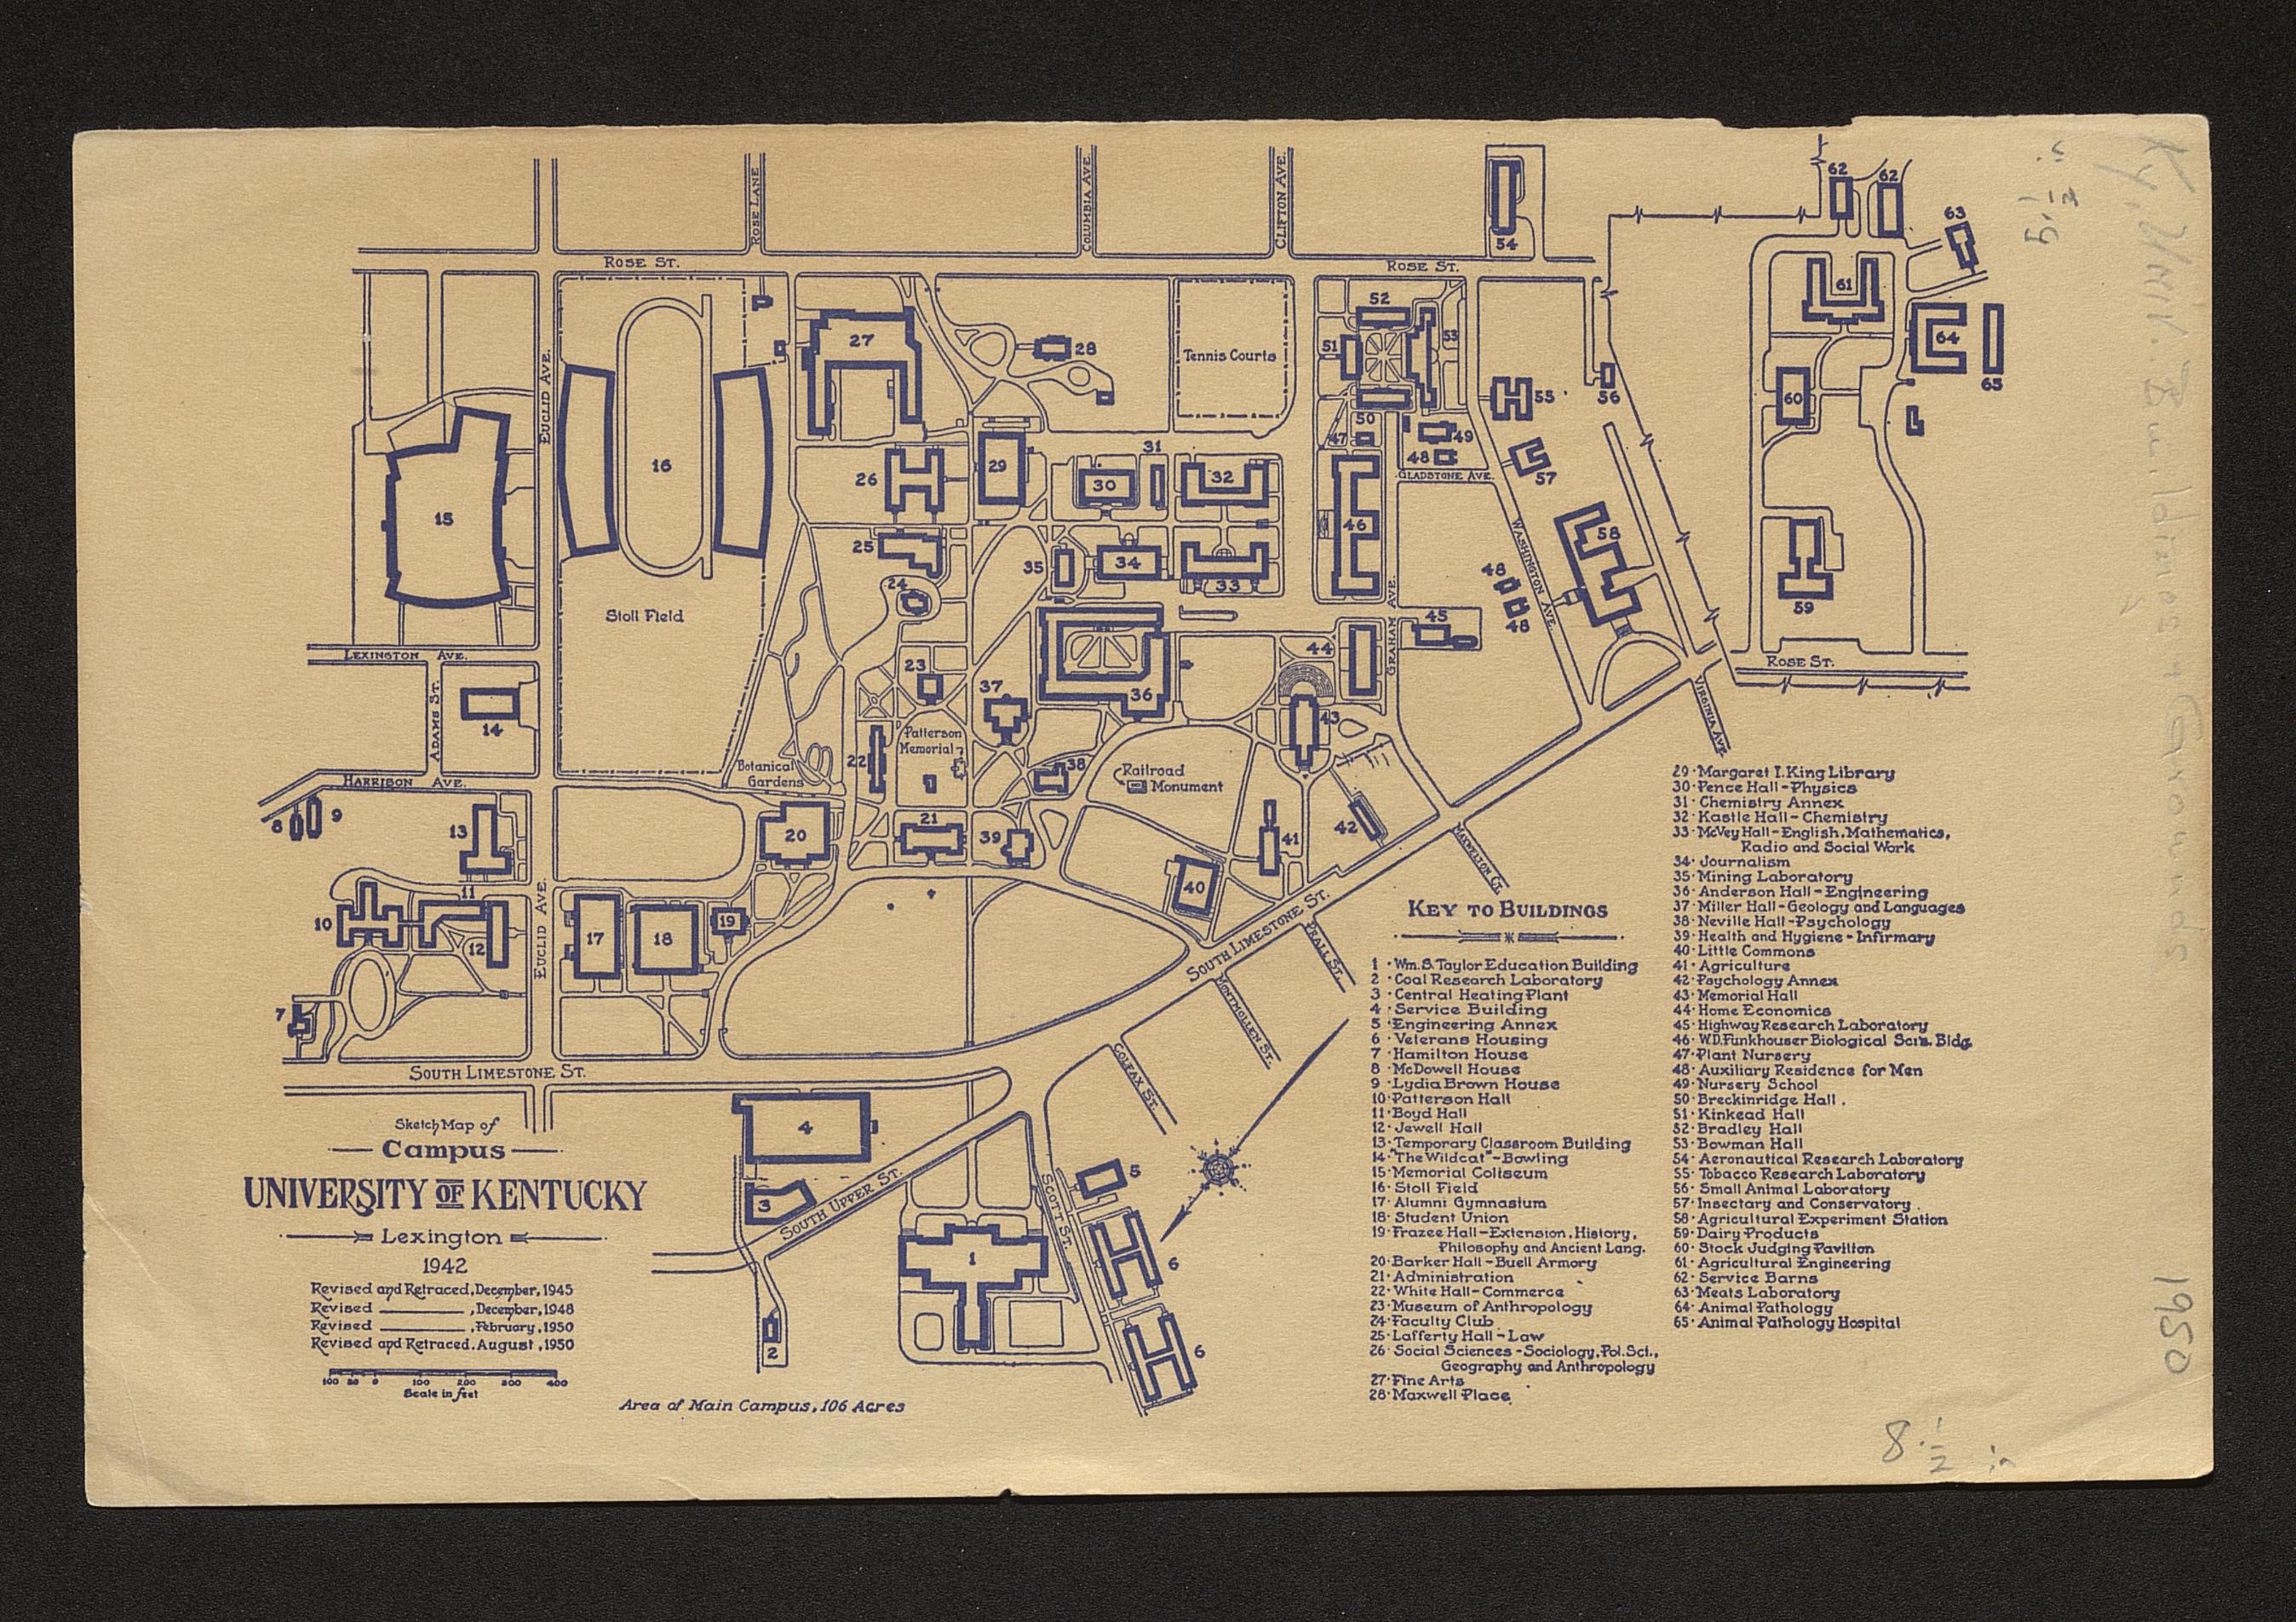 ROSE LANE
COLUMBIA AVE.
CLIFTON AVE.
ROSE ST.
ROSE ST.
54
62
62
63
61
64
65
60
59
ROSE ST.
VIRGINIA AVE.
27
28
Tennis Courts
52
51
53
50
47
49
48
GLADSTONE AVE.
55
56
57
58
WASHINGTON AVE.
48
48
EUCLID AVE.
15
16
Stoll Field
26
29
31
30
32
46
25
35
34
33
24
45
44
GRAHAM AVE.
LEXINGTON AVE.
ADAMS ST.
14
23
37
36
43
Patterson
Memorial
22
Botanical
Gardens
38
Railroad
Monument
HARRISON AVE.
8
9
13
20
21
39
41
42
40
MAXWELTON CT.
10
11
12
EUCLID AVE.
17
18
19
7
SOUTH LIMESTONE ST.
PRALL ST.
MONTMULLEN ST.
COLFAX ST.
SOUTH LIMESTONE ST.
4
3
SOUTH UPPER ST.
SCOTT ST.
5
1
6
6
2
Sketch Map of
Campus
UNIVERSITY OF KENTUCKY
Lexington
1942
Revised and Retraced, December, 1945
Revised , December, 1948
Revised , February, 1950
Revised and Retraced, August, 1950
100 50 0 100 200 300 400
Scale in feet
Area of Main Campus, 106 Acres
KEY TO BUILDINGS
1 · Wm. S. Taylor Education Building
2 · Coal Research Laboratory
3 · Central Heating Plant
4 · Service Building
5 · Engineering Annex
6 · Veterans Housing
7 · Hamilton House
8 · McDowell House
9 · Lydia Brown House
10 · Patterson Hall
11 · Boyd Hall
12 · Jewell Hall
13 · Temporary Classroom Building
14 · "The Wildcat" - Bowling
15 · Memorial Coliseum
16 · Stoll Field
17 · Alumni Gymnasium
18 · Student Union
19 · Frazee Hall - Extension, History,
Philosophy and Ancient Lang.
20 · Barker Hall - Buell Armory
21 · Administration
22 · White Hall - Commerce
23 · Museum of Anthropology
24 · Faculty Club
25 · Lafferty Hall - Law
26 · Social Sciences - Sociology, Pol. Sci.,
Geography and Anthropology
27 · Fine Arts
28 · Maxwell Place
29 · Margaret I. King Library
30 · Pence Hall - Physics
31 · Chemistry Annex
32 · Kastle Hall - Chemistry
33 · McVey Hall - English, Mathematics,
Radio and Social Work
34 · Journalism
35 · Mining Laboratory
36 · Anderson Hall - Engineering
37 · Miller Hall - Geology and Languages
38 · Neville Hall - Psychology
39 · Health and Hygiene - Infirmary
40 · Little Commons
41 · Agriculture
42 · Psychology Annex
43 · Memorial Hall
44 · Home Economics
45 · Highway Research Laboratory
46 · W.D. Funkhouser Biological Sci's. Bldg.
47 · Plant Nursery
48 · Auxiliary Residence for Men
49 · Nursery School
50 · Breckinridge Hall
51 · Kinkead Hall
52 · Bradley Hall
53 · Bowman Hall
54 · Aeronautical Research Laboratory
55 · Tobacco Research Laboratory
56 · Small Animal Laboratory
57 · Insectary and Conservatory
58 · Agricultural Experiment Station
59 · Dairy Products
60 · Stock Judging Pavilion
61 · Agricultural Engineering
62 · Service Barns
63 · Meats Laboratory
64 · Animal Pathology
65 · Animal Pathology Hospital
Ky. Univ. Buildings & Grounds
1950
5 1/2 in
8 1/2 in